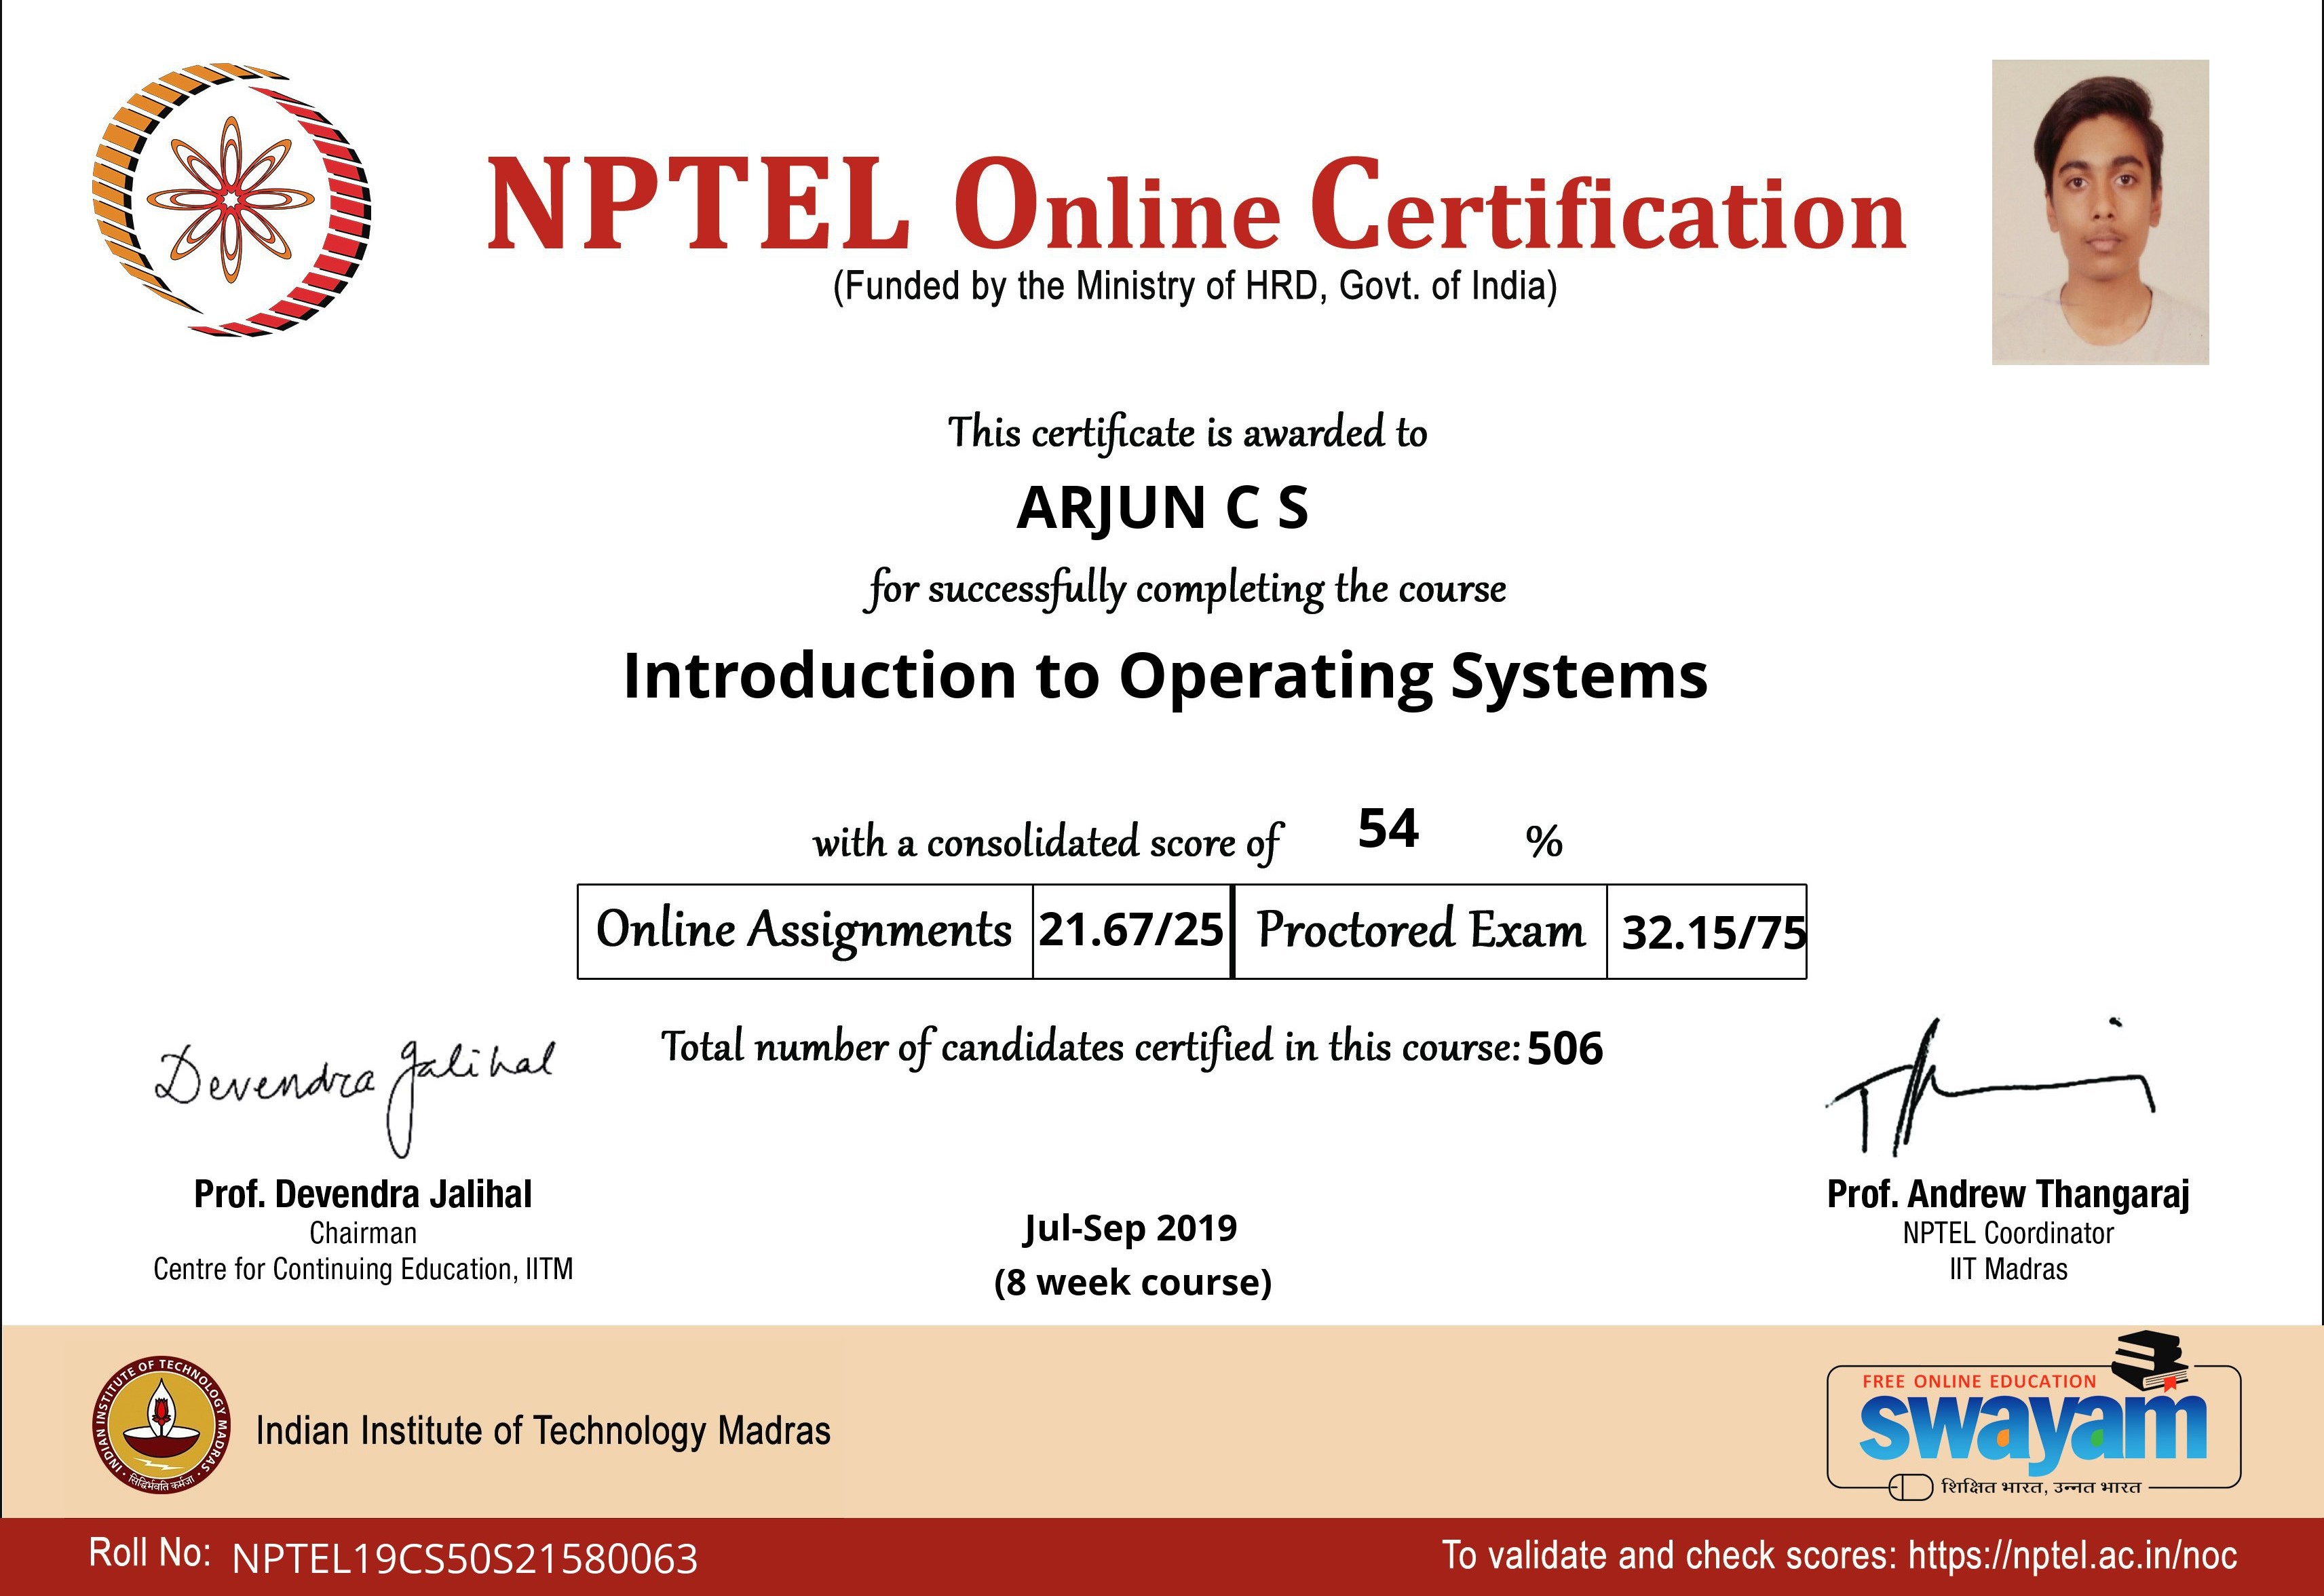 NPTEL Online Certification
(Funded by the Ministry of HRD, Govt. of India)
This certificate is awarded to
ARJUN C S
for successfully completing the course
Introduction to Operating Systems
with a consolidated score of 54 %
Online Assignments 21.67/25 Proctored Exam 32.15/75
Total number of candidates certified in this course: 506
Devendra Jalihal
Prof. Devendra Jalihal
Chairman
Centre for Continuing Education, IITM
Jul-Sep 2019
(8 week course)
Prof. Andrew Thangaraj
NPTEL Coordinator
IIT Madras
INDIAN INSTITUTE OF TECHNOLOGY MADRAS
सिद्धिर्भवति कर्मजा
Indian Institute of Technology Madras
FREE ONLINE EDUCATION
swayam
शिक्षित भारत, उन्नत भारत
Roll No: NPTEL19CS50S21580063
To validate and check scores: https://nptel.ac.in/noc